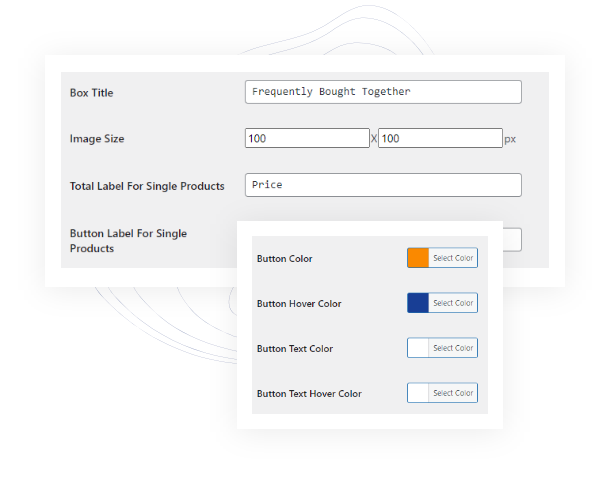 Box Title
Frequently Bought Together
Image Size
100 X 100 px
Total Label For Single Products
Price
Button Label For Single
Products
Button Color
Select Color
Button Hover Color
Select Color
Button Text Color
Select Color
Button Text Hover Color
Select Color